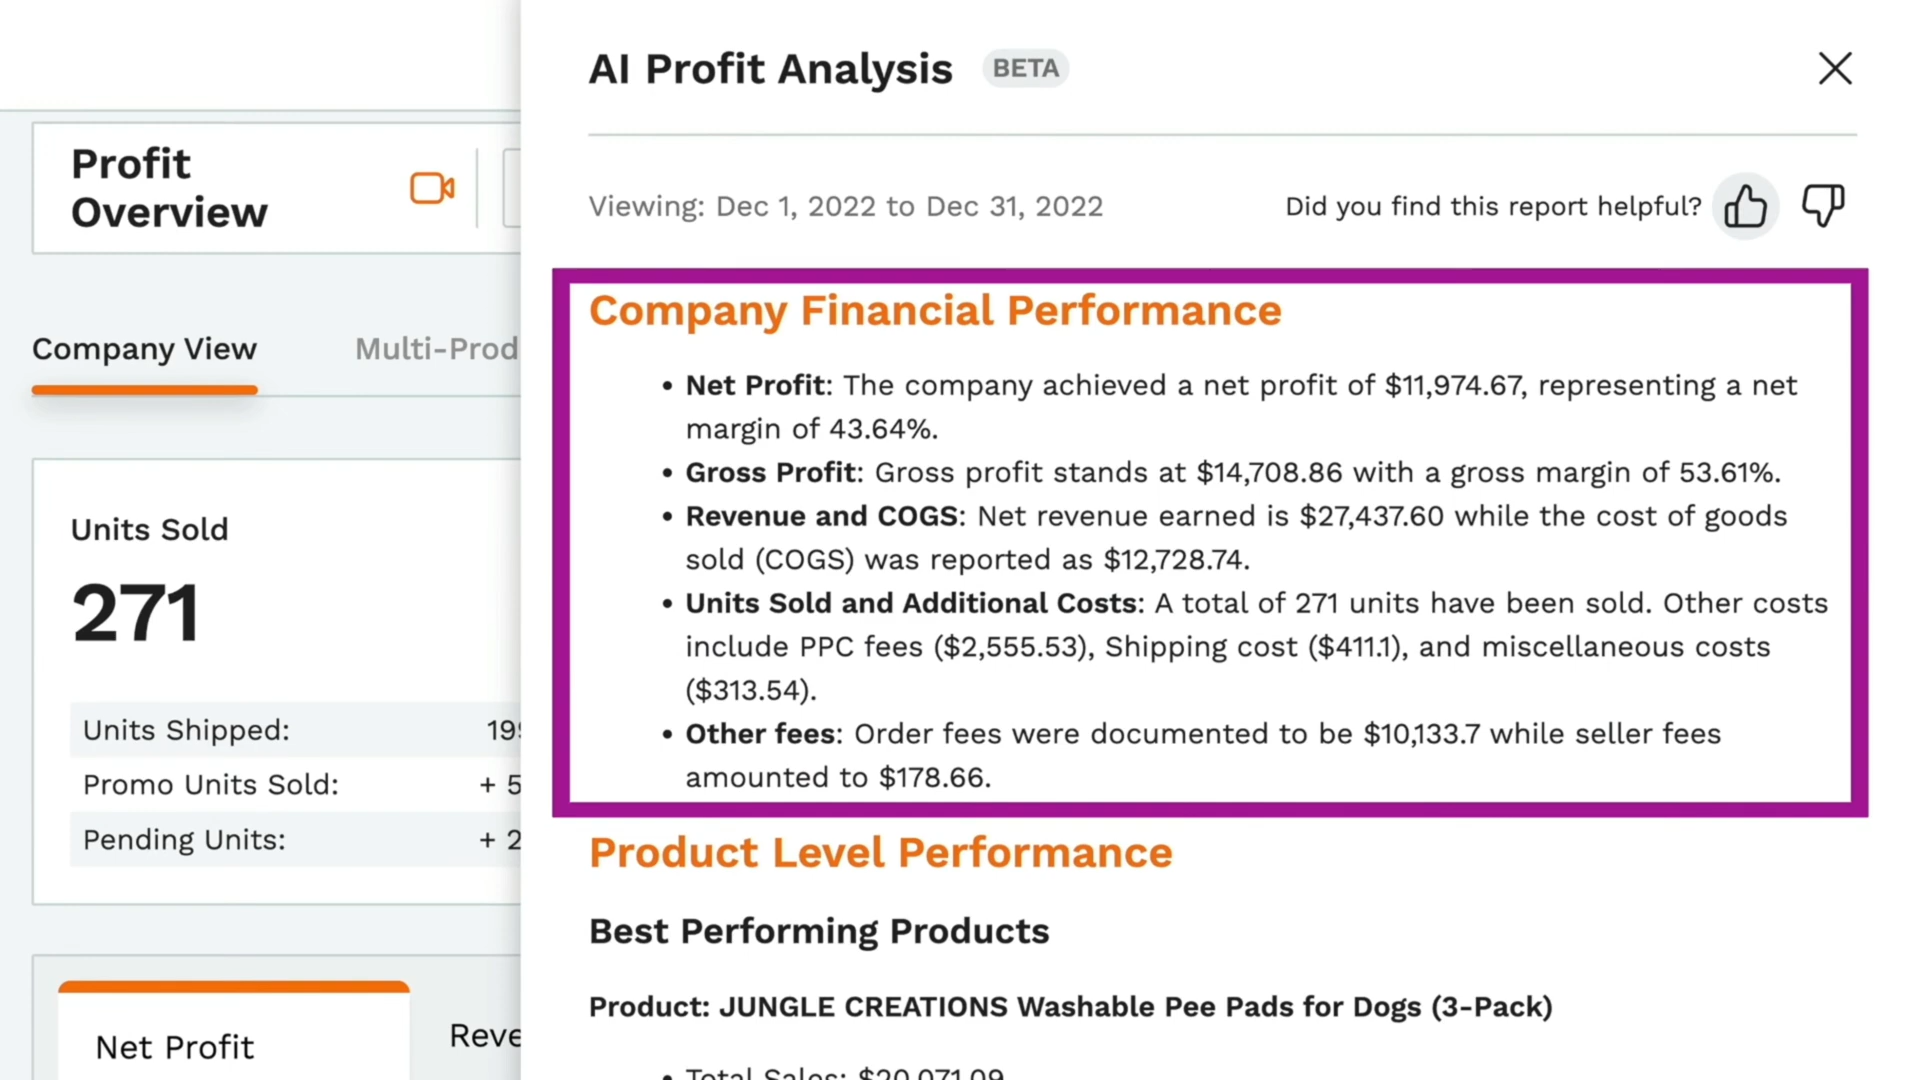 Profit
Overview
Company View
Multi-Prod
Units Sold
271
Units Shipped:
Promo Units Sold: + 5
Pending Units: + 2
Net Profit
AI Profit Analysis BETA
Viewing: Dec 1, 2022 to Dec 31, 2022
Did you find this report helpful?
Company Financial Performance
• Net Profit: The company achieved a net profit of $11,974.67, representing a net
margin of 43.64%.
• Gross Profit: Gross profit stands at $14,708.86 with a gross margin of 53.61%.
• Revenue and COGS: Net revenue earned is $27,437.60 while the cost of goods
sold (COGS) was reported as $12,728.74.
• Units Sold and Additional Costs: A total of 271 units have been sold. Other costs
include PPC fees ($2,555.53), Shipping cost ($411.1), and miscellaneous costs
($313.54).
• Other fees: Order fees were documented to be $10,133.7 while seller fees
amounted to $178.66.
Product Level Performance
Best Performing Products
Product: JUNGLE CREATIONS Washable Pee Pads for Dogs (3-Pack)
• Total Sales: $20,071.09